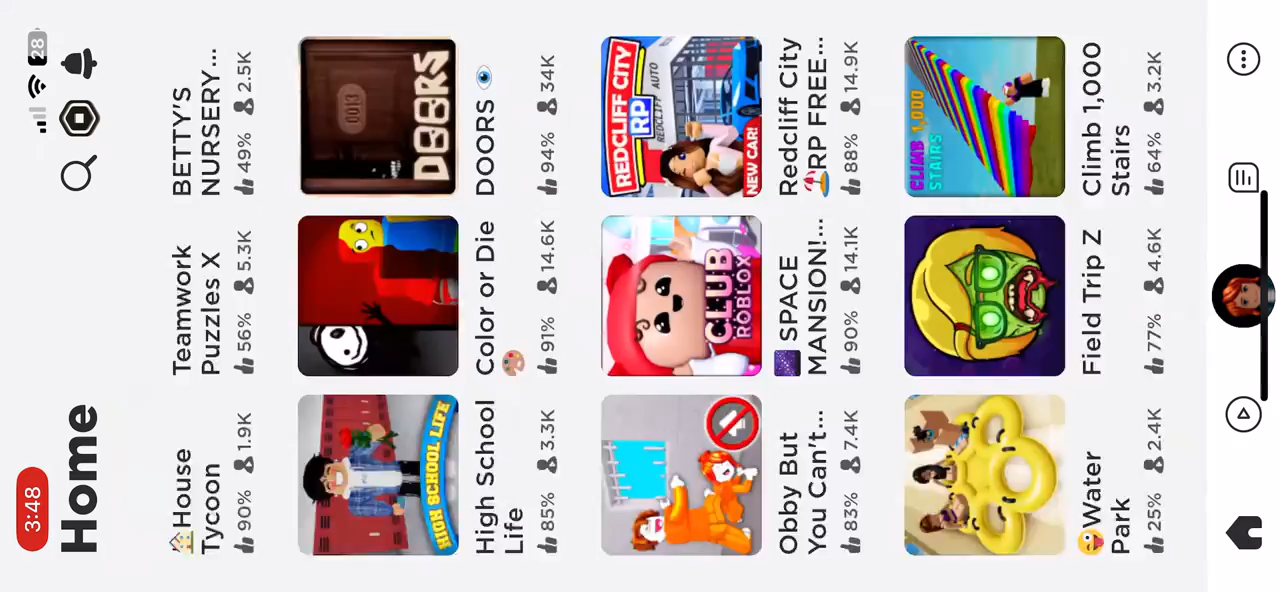 3:48
28
Home
🏠House
Tycoon
90% 1.9K
Teamwork
Puzzles X
56% 5.3K
BETTY'S
NURSERY...
49% 2.5K
HIGH SCHOOL LIFE
High School
Life
85% 3.3K
Color or Die
🎨
91% 14.6K
0013
DOORS
DOORS 👁️
94% 34K
Obby But
You Can't...
83% 7.4K
CLUB
ROBLOX
🌌 SPACE
MANSION!...
90% 14.1K
REDCLIFF CITY
RP
REDCLIFF AUTO
NEW CAR!
Redcliff City
🏖️RP FREE...
88% 14.9K
😜Water
Park
25% 2.4K
Field Trip Z
77% 4.6K
CLIMB 1,000
STAIRS
Climb 1,000
Stairs
64% 3.2K